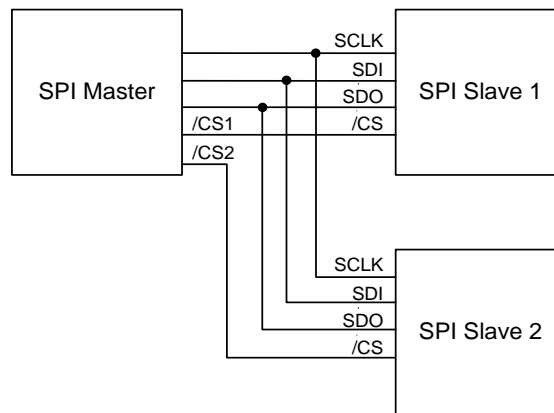 SCLK
SDI
SPI Master
SDO
SPI Slave 1
/CS1
/CS
/CS2
SCLK
SDI
SDO
SPI Slave 2
/CS